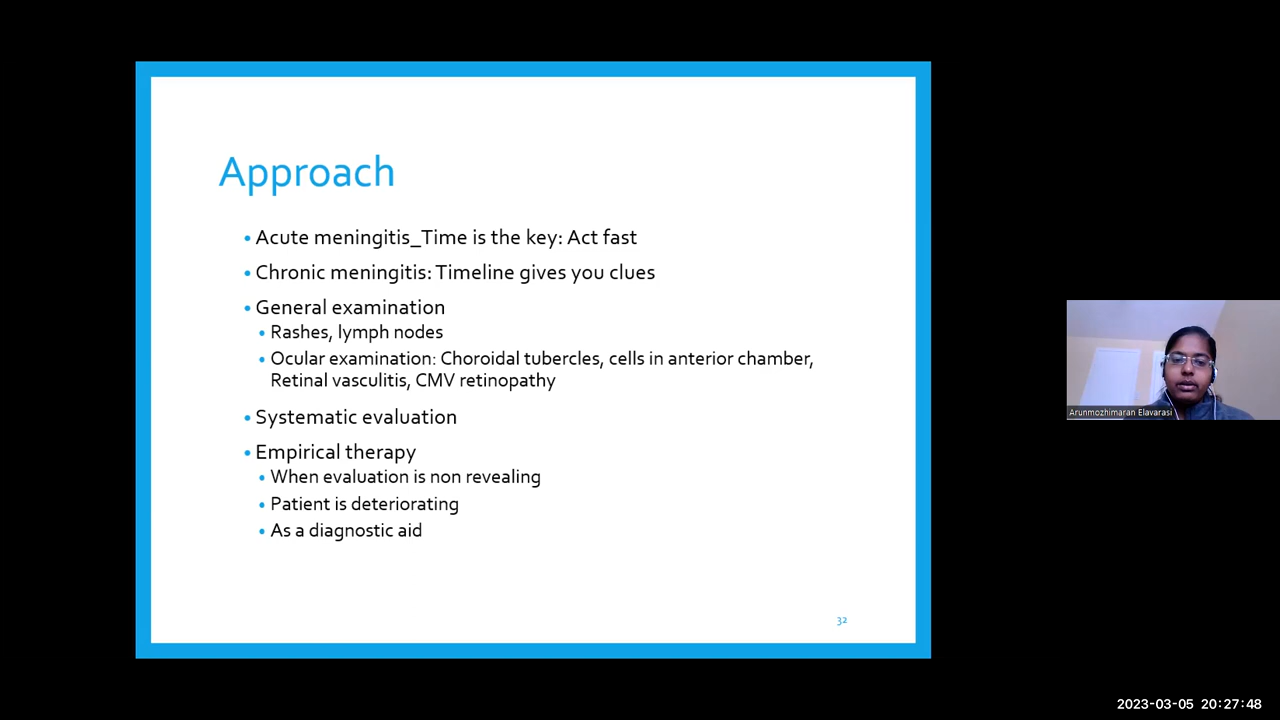 Approach
• Acute meningitis_Time is the key: Act fast
• Chronic meningitis: Timeline gives you clues
• General examination
• Rashes, lymph nodes
• Ocular examination: Choroidal tubercles, cells in anterior chamber,
Retinal vasculitis, CMV retinopathy
• Systematic evaluation
• Empirical therapy
• When evaluation is non revealing
• Patient is deteriorating
• As a diagnostic aid
32
Arunmozhimaran Elavarasi
2023-03-05 20:27:48